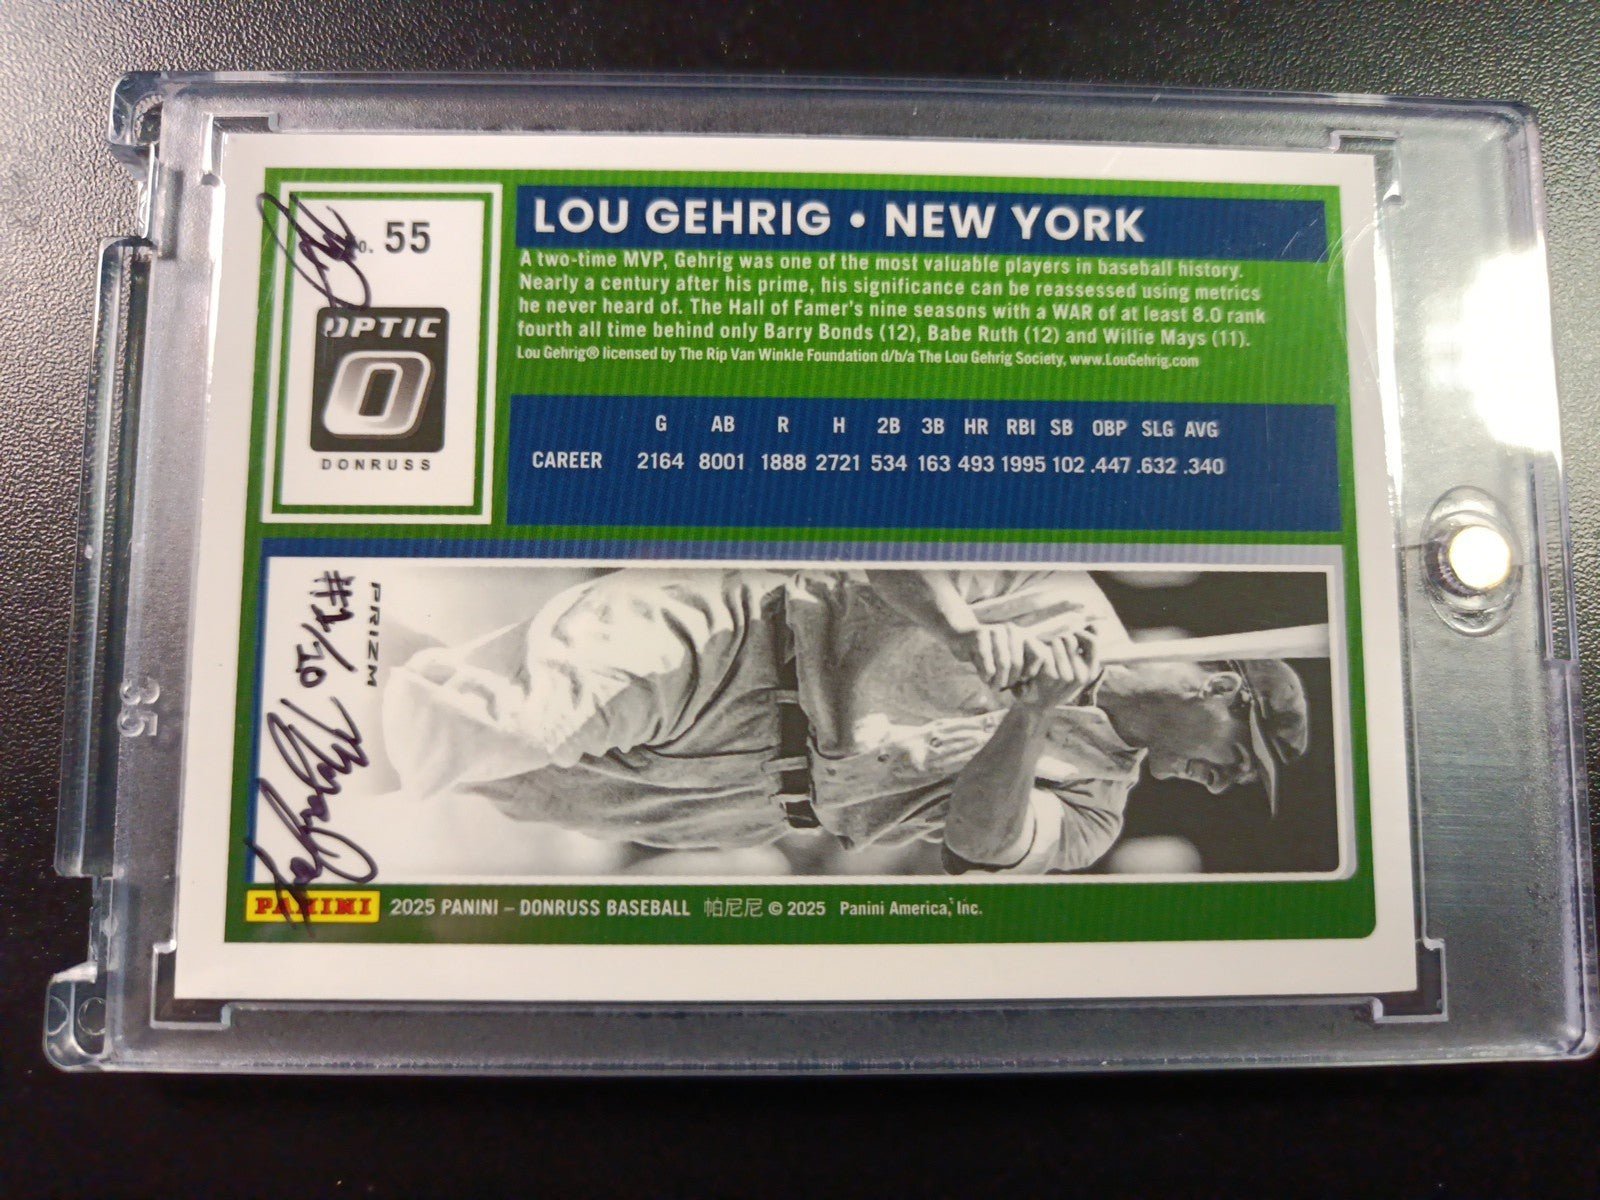 No. 55
OPTIC
DONRUSS
LOU GEHRIG • NEW YORK
A two-time MVP, Gehrig was one of the most valuable players in baseball history.
Nearly a century after his prime, his significance can be reassessed using metrics
he never heard of. The Hall of Famer's nine seasons with a WAR of at least 8.0 rank
fourth all time behind only Barry Bonds (12), Babe Ruth (12) and Willie Mays (11).
Lou Gehrig® licensed by The Rip Van Winkle Foundation d/b/a The Lou Gehrig Society, www.LouGehrig.com
G AB R H 2B 3B HR RBI SB OBP SLG AVG
CAREER 2164 8001 1888 2721 534 163 493 1995 102 .447 .632 .340
PRIZM
#1/10
PANINI
2025 PANINI – DONRUSS BASEBALL 帕尼尼 © 2025 Panini America, Inc.
35